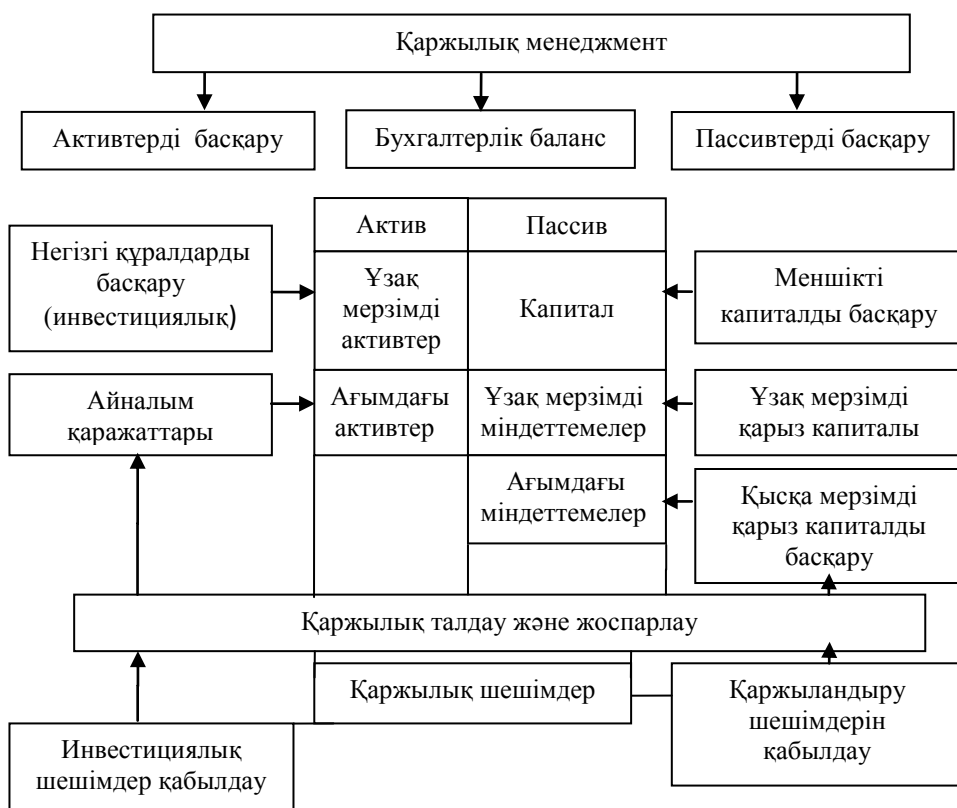 Қаржылық менеджмент
Активтерді басқару
Бухгалтерлік баланс
Пассивтерді басқару
Актив
Пассив
Негізгі құралдарды
басқару
(инвестициялық)
Ұзақ
мерзімді
активтер
Капитал
Меншікті
капиталды басқару
Айналым
қаражаттары
Ағымдағы
активтер
Ұзақ мерзімді
міндеттемелер
Ұзақ мерзімді
қарыз капиталы
Ағымдағы
міндеттемелер
Қысқа мерзімді
қарыз капиталды
басқару
Қаржылық талдау және жоспарлау
Қаржылық шешімдер
Қаржыландыру
шешімдерін
қабылдау
Инвестициялық
шешімдер қабылдау